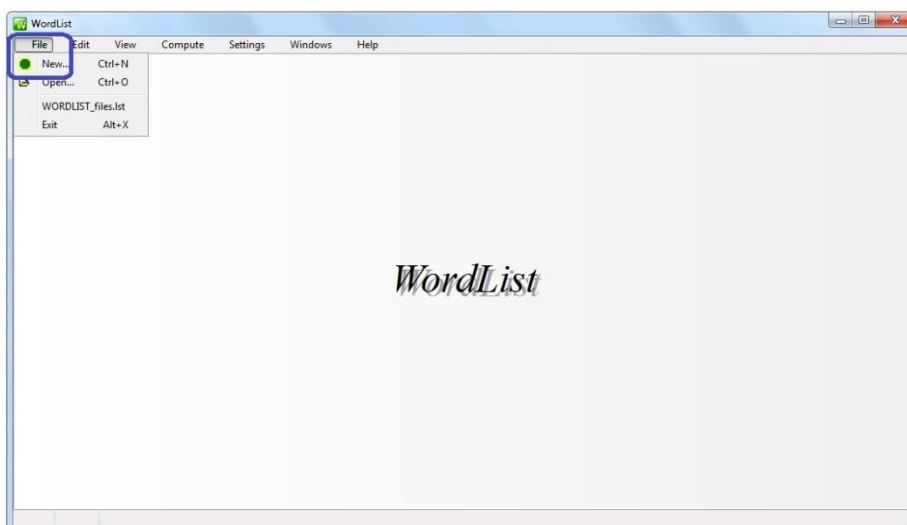 WordList
File Edit View Compute Settings Windows Help
New... Ctrl+N
Open... Ctrl+O
WORDLIST_files.lst
Exit Alt+X
WordList